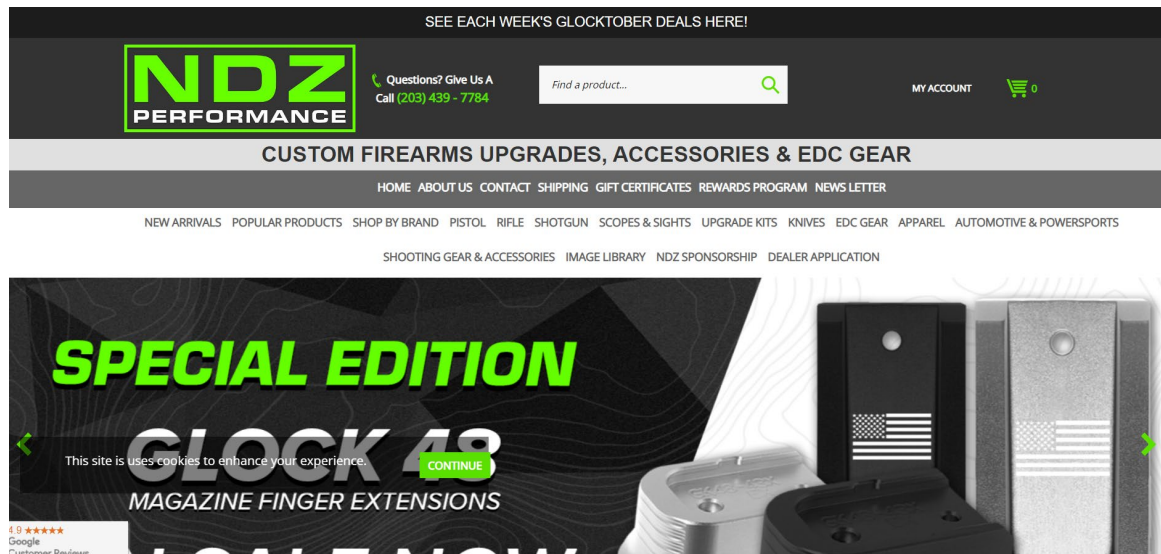 SEE EACH WEEK'S GLOCKTOBER DEALS HERE!
NDZ
PERFORMANCE
Questions? Give Us A
Call (203) 439 - 7784
Find a product...
MY ACCOUNT
0
CUSTOM FIREARMS UPGRADES, ACCESSORIES & EDC GEAR
HOME ABOUT US CONTACT SHIPPING GIFT CERTIFICATES REWARDS PROGRAM NEWS LETTER
NEW ARRIVALS POPULAR PRODUCTS SHOP BY BRAND PISTOL RIFLE SHOTGUN SCOPES & SIGHTS UPGRADE KITS KNIVES EDC GEAR APPAREL AUTOMOTIVE & POWERSPORTS
SHOOTING GEAR & ACCESSORIES IMAGE LIBRARY NDZ SPONSORSHIP DEALER APPLICATION
SPECIAL EDITION
GLOCK 48
This site is uses cookies to enhance your experience.
CONTINUE
MAGAZINE FINGER EXTENSIONS
4.9 ★★★★★
Google
Customer Reviews
NOW